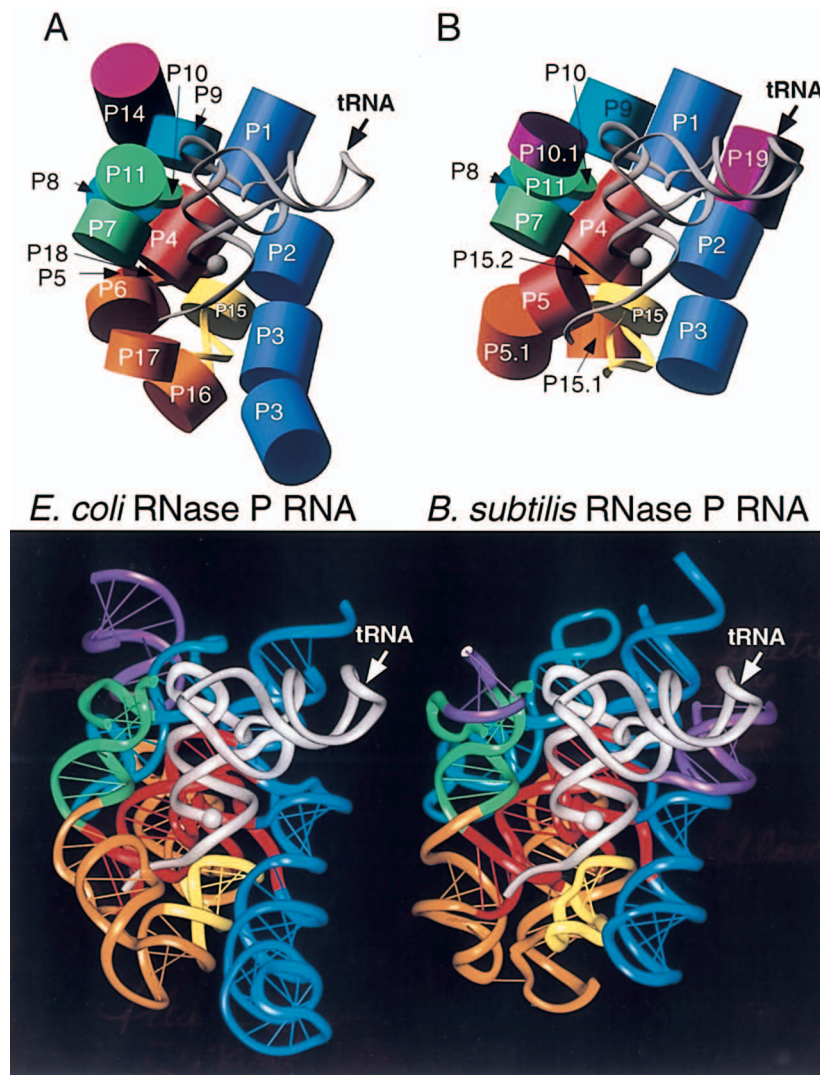 A
P10
P9
P14
P1
tRNA
P8
P11
P7
P4
P2
P18
P5
P6
P15
P3
P17
P16
P3
B
P10
P9
P1
tRNA
P10.1
P19
P8
P11
P7
P4
P2
P15.2
P5
P15
P3
P5.1
P15.1
E. coli RNase P RNA
B. subtilis RNase P RNA
tRNA
tRNA